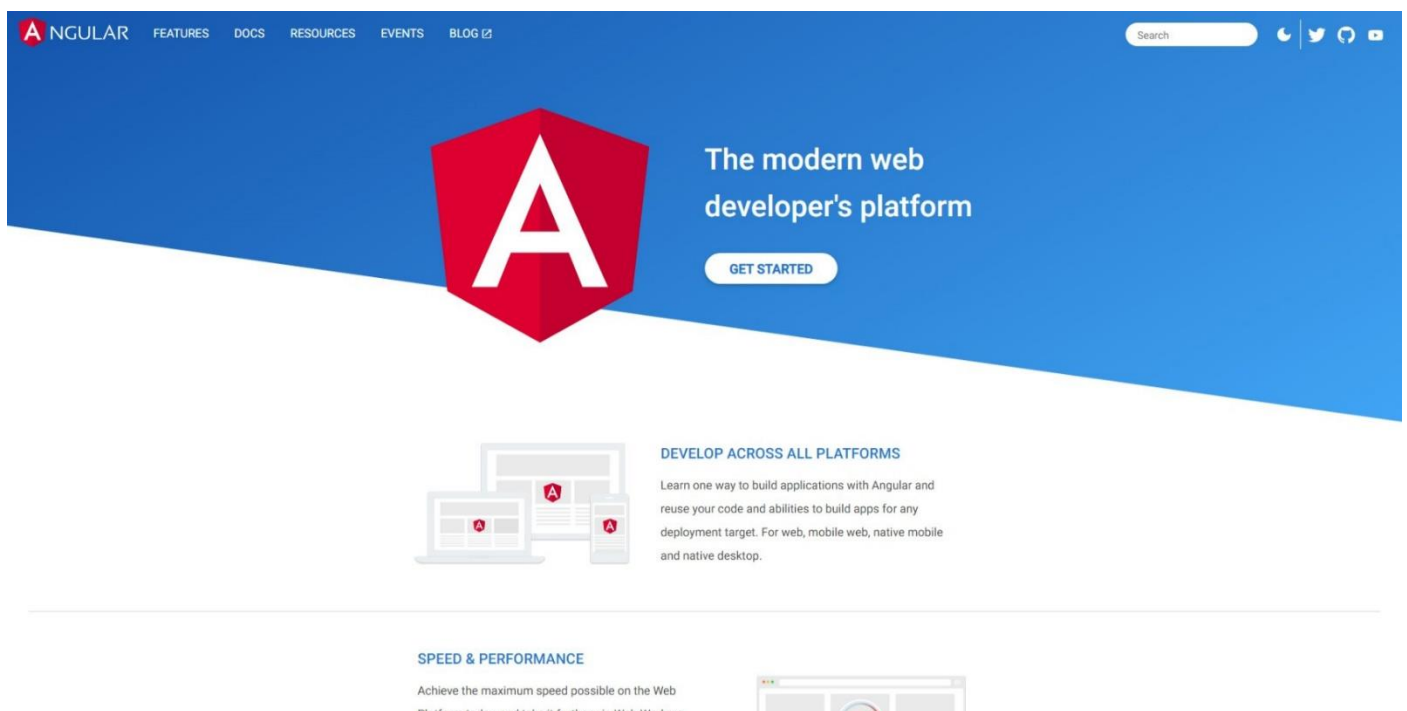 ANGULAR FEATURES DOCS RESOURCES EVENTS BLOG Search
A
The modern web
developer's platform
GET STARTED
A
A
A
DEVELOP ACROSS ALL PLATFORMS
Learn one way to build applications with Angular and
reuse your code and abilities to build apps for any
deployment target. For web, mobile web, native mobile
and native desktop.
SPEED & PERFORMANCE
Achieve the maximum speed possible on the Web